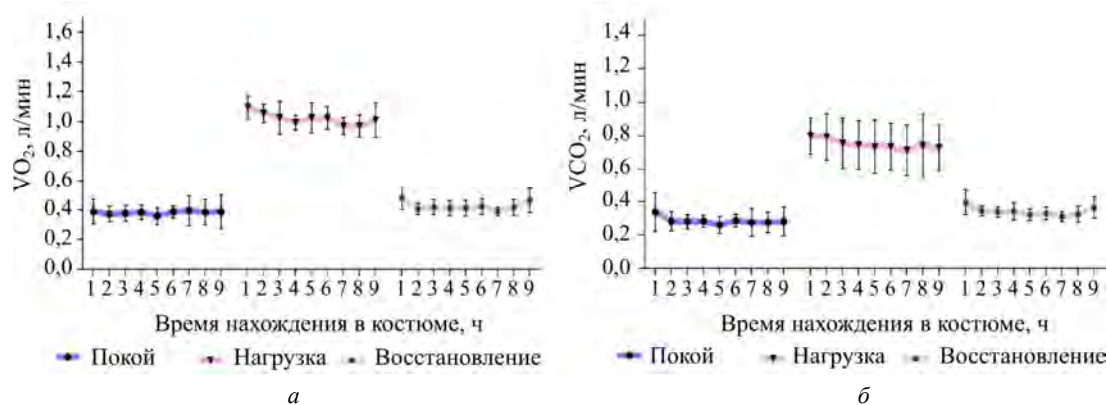 1,6
1,4
1,2
1,0
0,8
0,6
0,4
0,2
0,0
VO2, л/мин
1 2 3 4 5 6 7 8 9 1 2 3 4 5 6 7 8 9 1 2 3 4 5 6 7 8 9
Время нахождения в костюме, ч
Покой Нагрузка Восстановление
а
1,4
1,2
1,0
0,8
0,6
0,4
0,2
0,0
VCO2, л/мин
1 2 3 4 5 6 7 8 9 1 2 3 4 5 6 7 8 9 1 2 3 4 5 6 7 8 9
Время нахождения в костюме, ч
Покой Нагрузка Восстановление
б